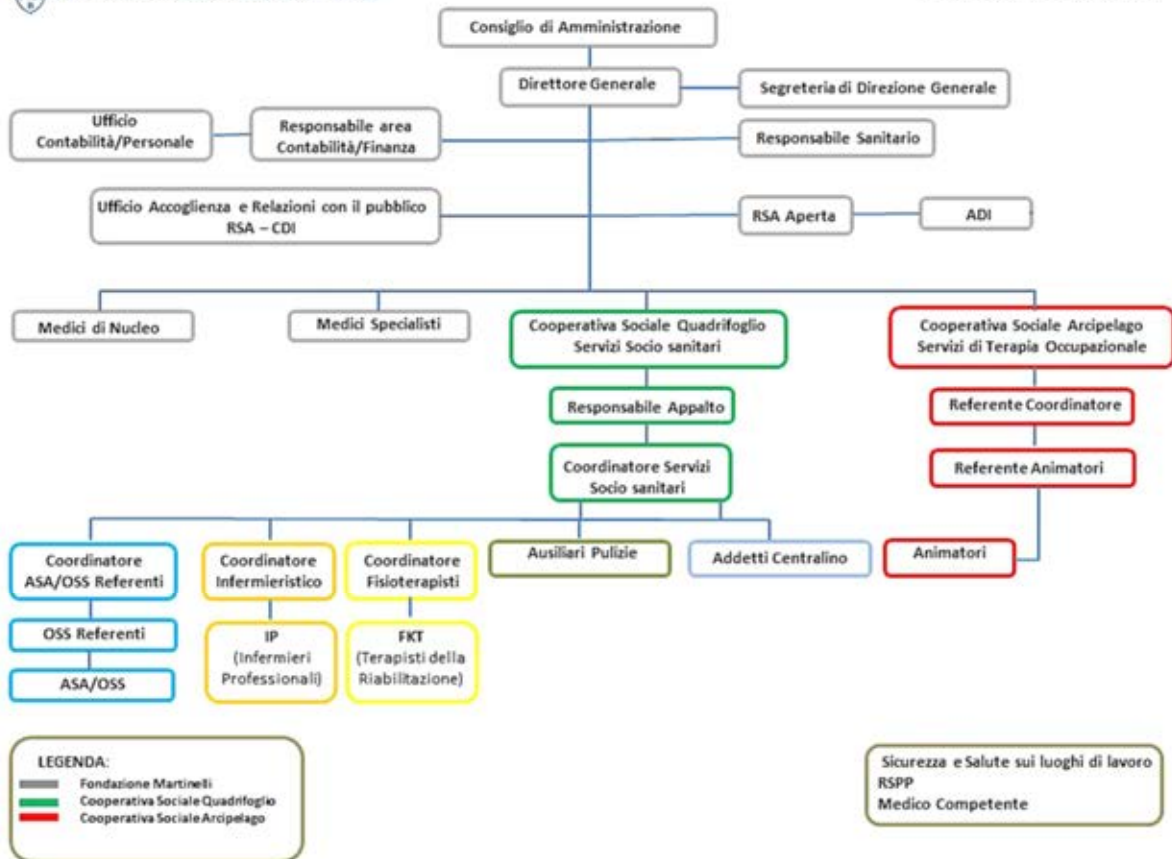 Consiglio di Amministrazione
Direttore Generale
Segreteria di Direzione Generale
Ufficio
Contabilità/Personale
Responsabile area
Contabilità/Finanza
Responsabile Sanitario
Ufficio Accoglienza e Relazioni con il pubblico
RSA – CDI
RSA Aperta
ADI
Medici di Nucleo
Medici Specialisti
Cooperativa Sociale Quadrifoglio
Servizi Socio sanitari
Cooperativa Sociale Arcipelago
Servizi di Terapia Occupazionale
Responsabile Appalto
Referente Coordinatore
Coordinatore Servizi
Socio sanitari
Referente Animatori
Coordinatore
ASA/OSS Referenti
Coordinatore
Infermieristico
Coordinatore
Fisioterapisti
Ausiliari Pulizie
Addetti Centralino
Animatori
OSS Referenti
IP
(Infermieri
Professionali)
FKT
(Terapisti della
Riabilitazione)
ASA/OSS
LEGENDA:
Fondazione Martinelli
Cooperativa Sociale Quadrifoglio
Cooperativa Sociale Arcipelago
Sicurezza e Salute sui luoghi di lavoro
RSPP
Medico Competente